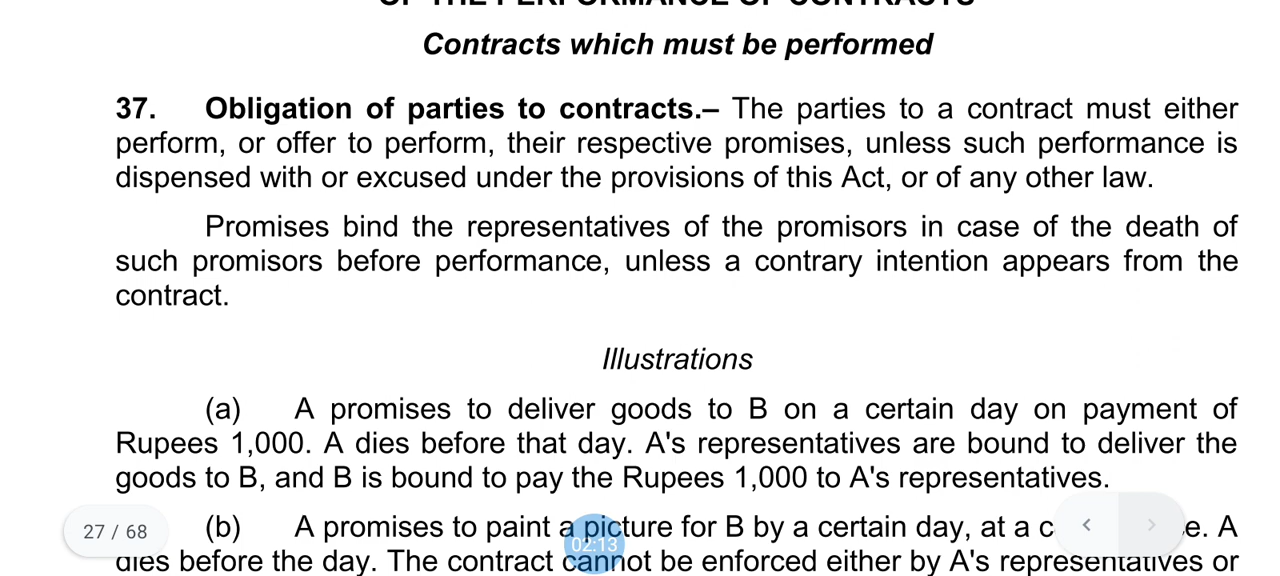 OF THE PERFORMANCE OF CONTRACTS
Contracts which must be performed
37. Obligation of parties to contracts.– The parties to a contract must either
perform, or offer to perform, their respective promises, unless such performance is
dispensed with or excused under the provisions of this Act, or of any other law.
Promises bind the representatives of the promisors in case of the death of
such promisors before performance, unless a contrary intention appears from the
contract.
Illustrations
(a) A promises to deliver goods to B on a certain day on payment of
Rupees 1,000. A dies before that day. A's representatives are bound to deliver the
goods to B, and B is bound to pay the Rupees 1,000 to A's representatives.
27 / 68
(b) A promises to paint a picture for B by a certain day, at a c e. A
02:13
dies before the day. The contract cannot be enforced either by A's representatives or